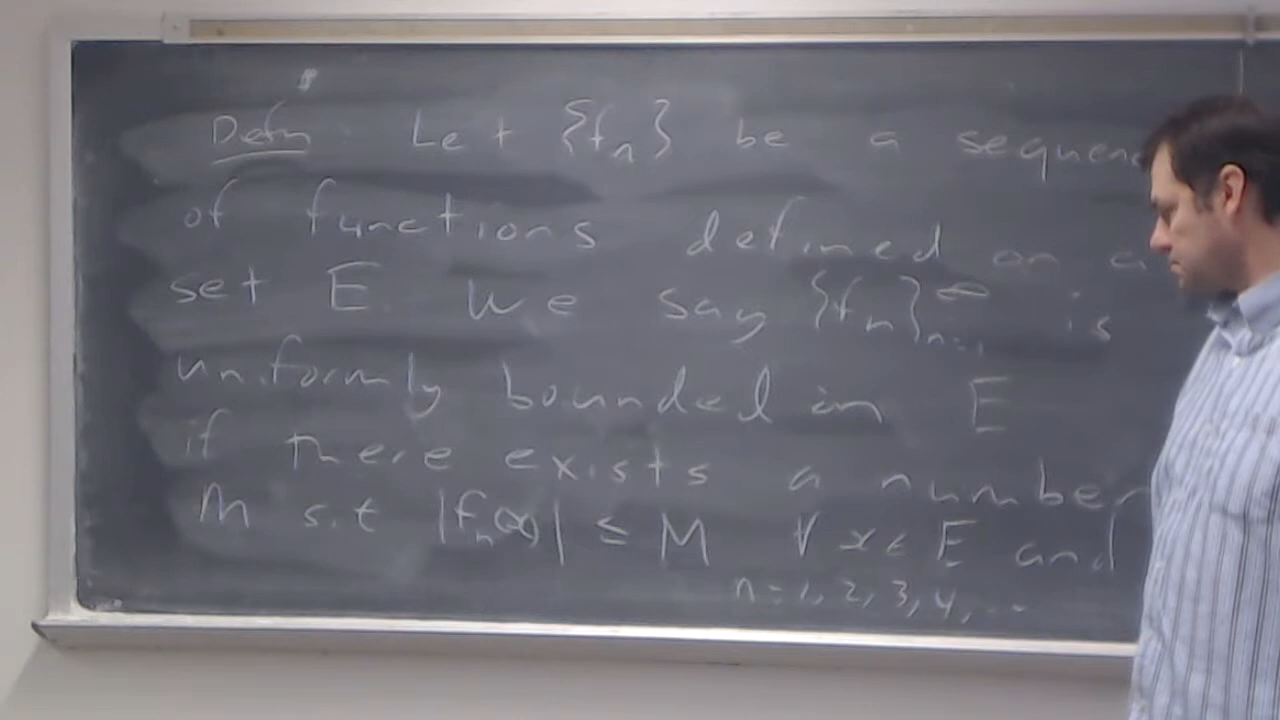 Defn: Let {fn} be a sequenc
of functions defined on a
set E. We say {fn}∞n=1 is
uniformly bounded in E
if there exists a number
M s.t |fn(x)| ≤ M ∀ x ∈ E and
n = 1, 2, 3, 4, ...